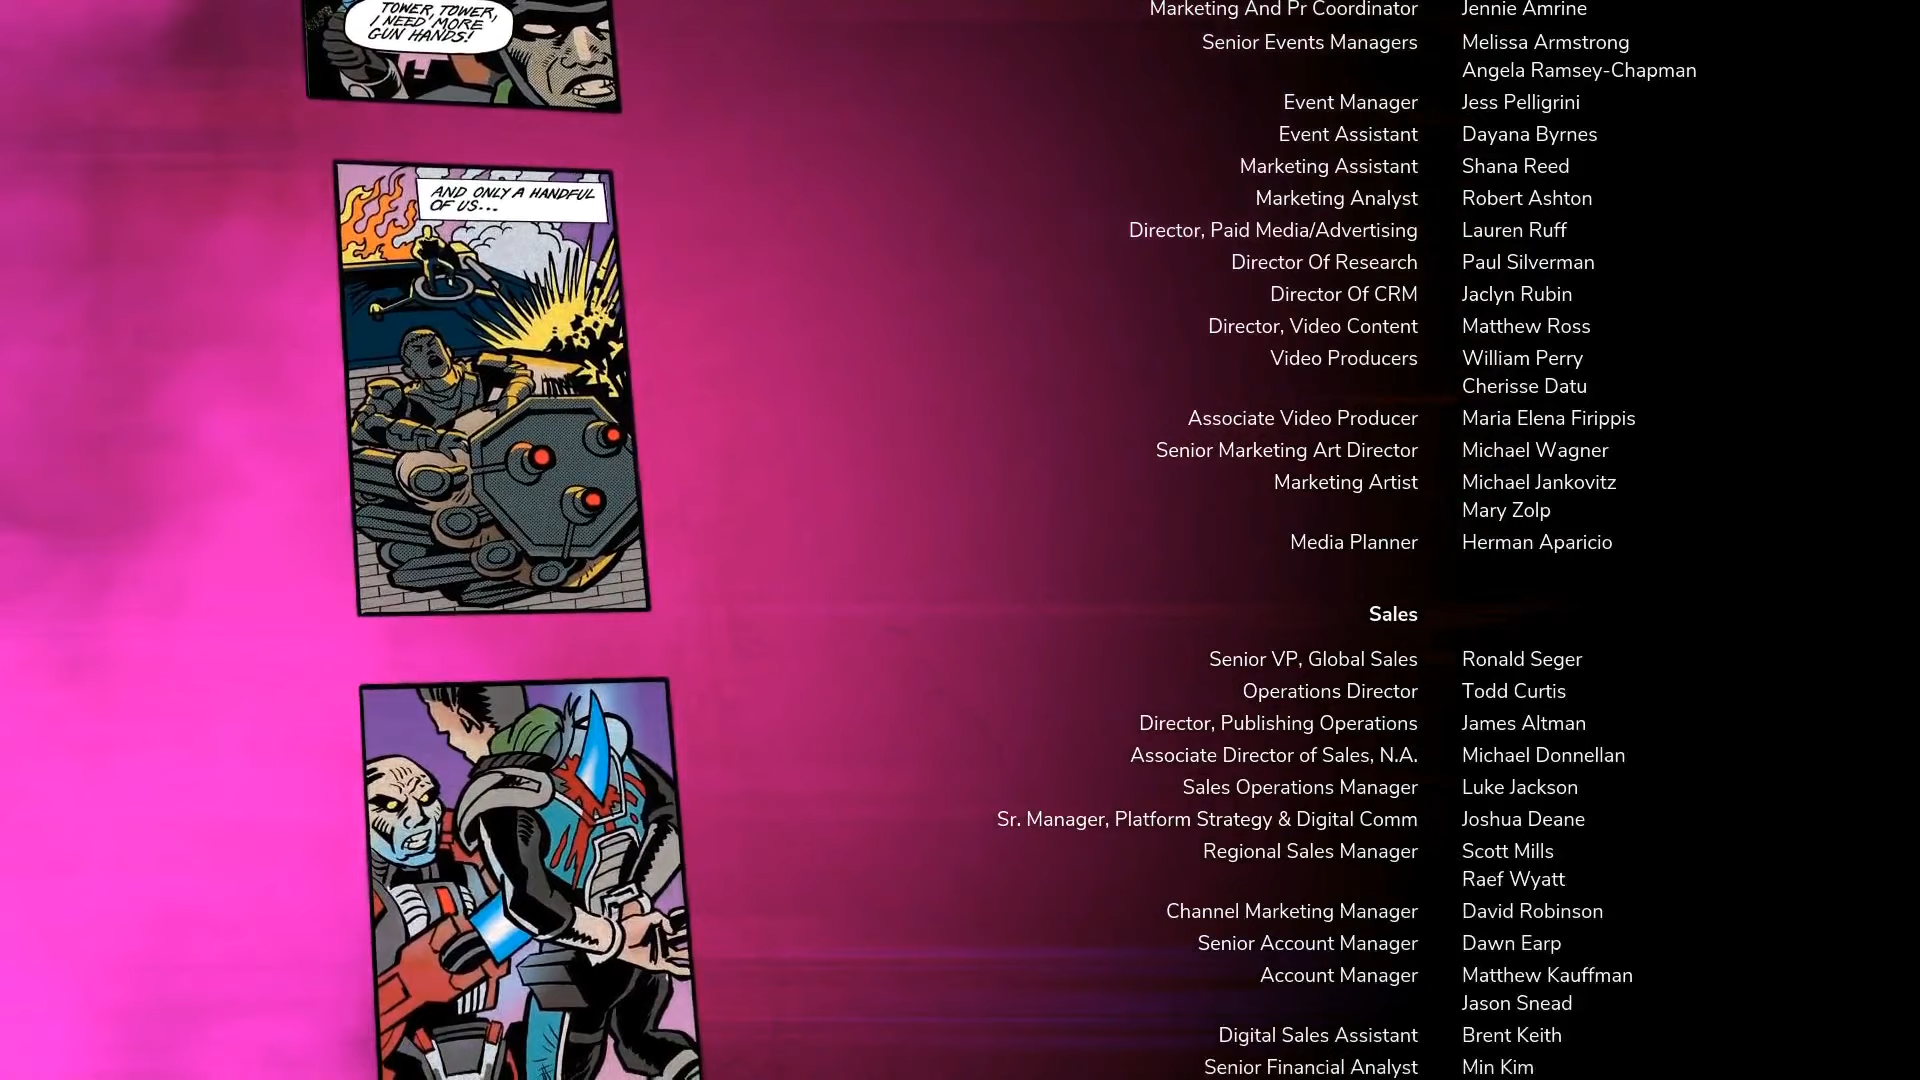 TOWER, TOWER,
I NEED MORE
GUN HANDS!
AND ONLY A HANDFUL
OF US...
Marketing And Pr Coordinator Jennie Amrine
Senior Events Managers Melissa Armstrong
Angela Ramsey-Chapman
Event Manager Jess Pelligrini
Event Assistant Dayana Byrnes
Marketing Assistant Shana Reed
Marketing Analyst Robert Ashton
Director, Paid Media/Advertising Lauren Ruff
Director Of Research Paul Silverman
Director Of CRM Jaclyn Rubin
Director, Video Content Matthew Ross
Video Producers William Perry
Cherisse Datu
Associate Video Producer Maria Elena Firippis
Senior Marketing Art Director Michael Wagner
Marketing Artist Michael Jankovitz
Mary Zolp
Media Planner Herman Aparicio
Sales
Senior VP, Global Sales Ronald Seger
Operations Director Todd Curtis
Director, Publishing Operations James Altman
Associate Director of Sales, N.A. Michael Donnellan
Sales Operations Manager Luke Jackson
Sr. Manager, Platform Strategy & Digital Comm Joshua Deane
Regional Sales Manager Scott Mills
Raef Wyatt
Channel Marketing Manager David Robinson
Senior Account Manager Dawn Earp
Account Manager Matthew Kauffman
Jason Snead
Digital Sales Assistant Brent Keith
Senior Financial Analyst Min Kim